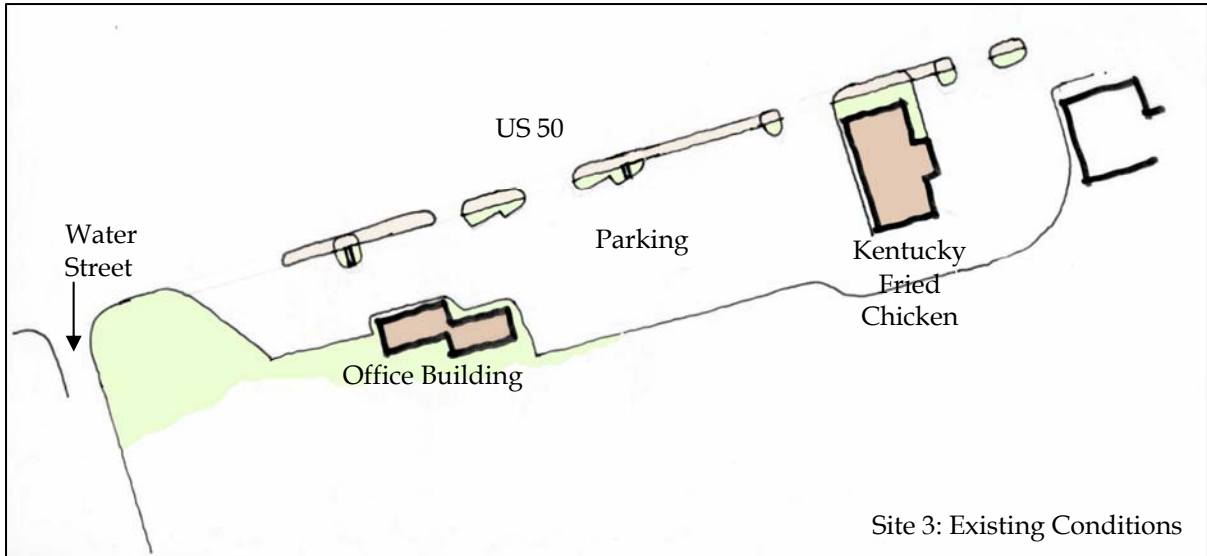 US 50
Water
Street
Parking
Kentucky
Fried
Chicken
Office Building
Site 3: Existing Conditions